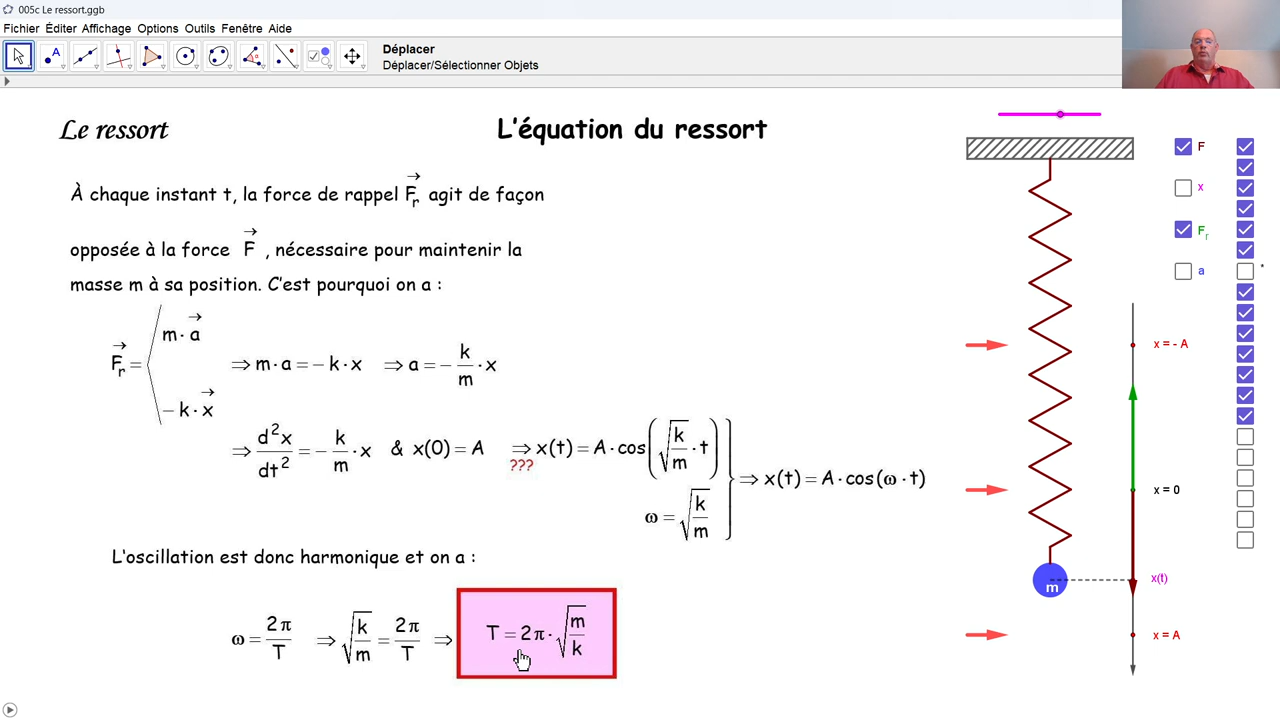 005c Le ressort.ggb
Fichier Éditer Affichage Options Outils Fenêtre Aide
Déplacer
Déplacer/Sélectionner Objets
Le ressort
L'équation du ressort
À chaque instant t, la force de rappel F⃗r agit de façon
opposée à la force F⃗ , nécessaire pour maintenir la
masse m à sa position. C'est pourquoi on a :
F⃗r = ⟨ m · a⃗
− k · x⃗
⇒ m · a = − k · x ⇒ a = − k/m · x
⇒ d²x/dt² = − k/m · x & x(0) = A ⇒ x(t) = A · cos(√(k/m) · t)
???
ω = √(k/m)
⇒ x(t) = A · cos(ω · t)
L'oscillation est donc harmonique et on a :
ω = 2π/T ⇒ √(k/m) = 2π/T ⇒ T = 2π · √(m/k)
F
x
Fr
a
*
x = - A
x = 0
x(t)
x = A
m
A